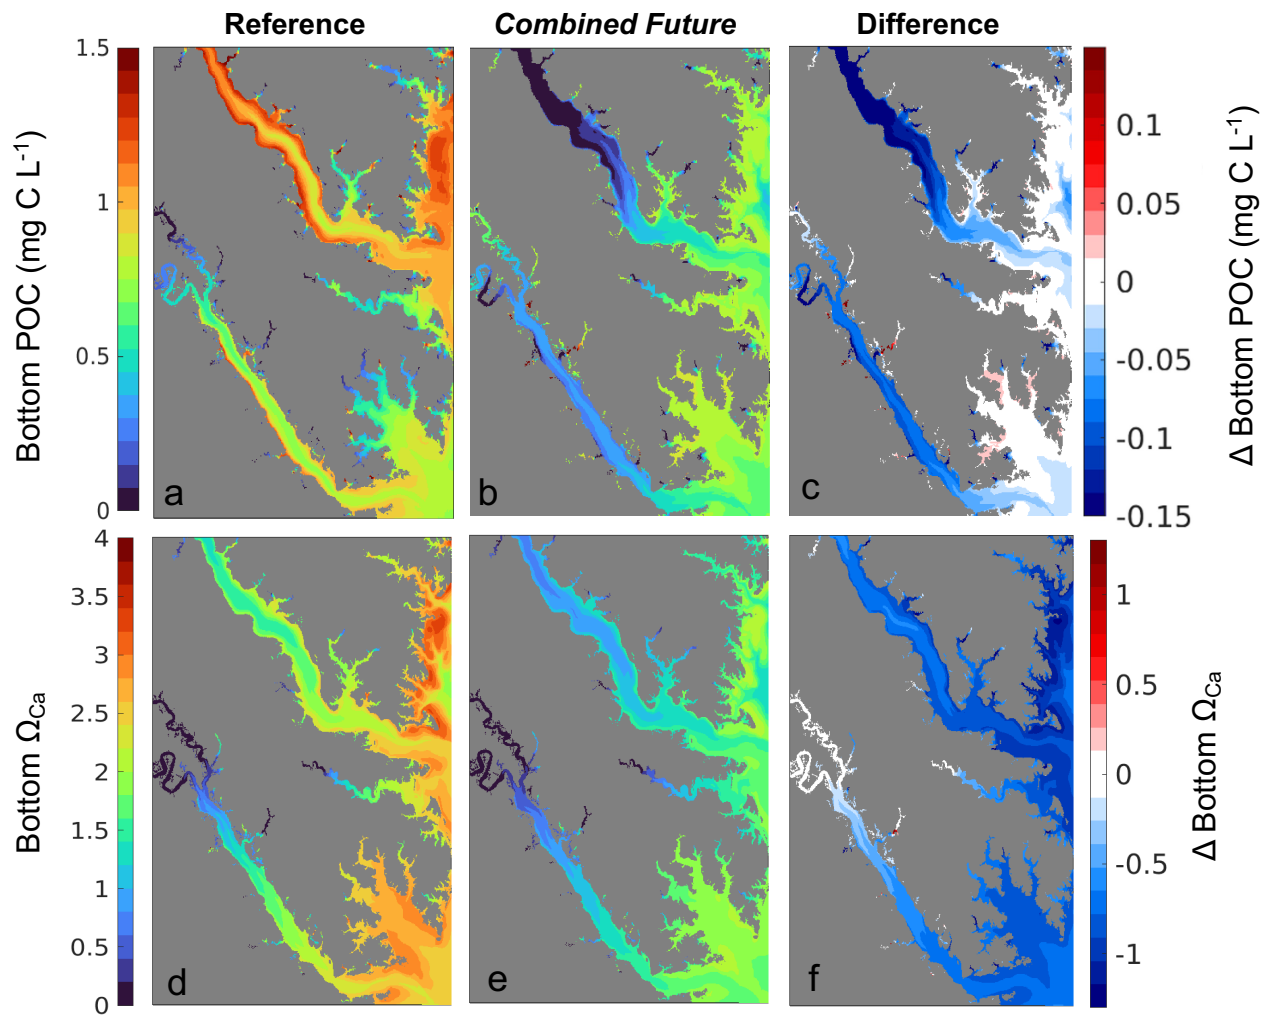 Reference
Combined Future
Difference
Bottom POC (mg C L-1)
1.5
1
0.5
0
a
b
c
0.1
0.05
0
-0.05
-0.1
-0.15
Δ Bottom POC (mg C L-1)
Bottom ΩCa
4
3.5
3
2.5
2
1.5
1
0.5
0
d
e
f
1
0.5
0
-0.5
-1
Δ Bottom ΩCa